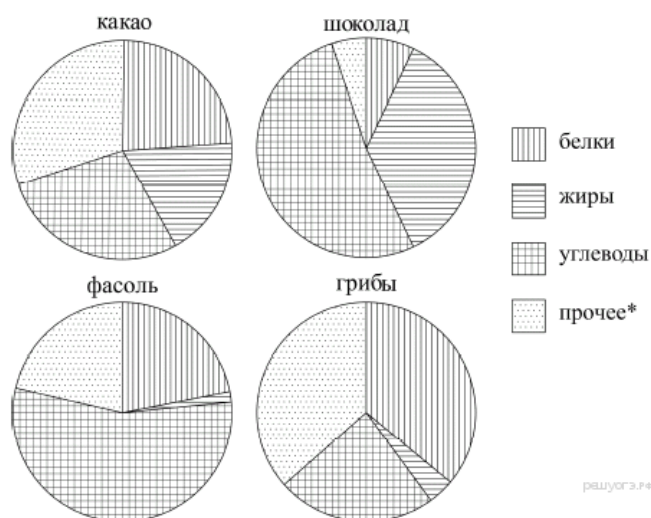 какао
шоколад
белки
жиры
углеводы
прочее*
фасоль
грибы
решуогэ.рф